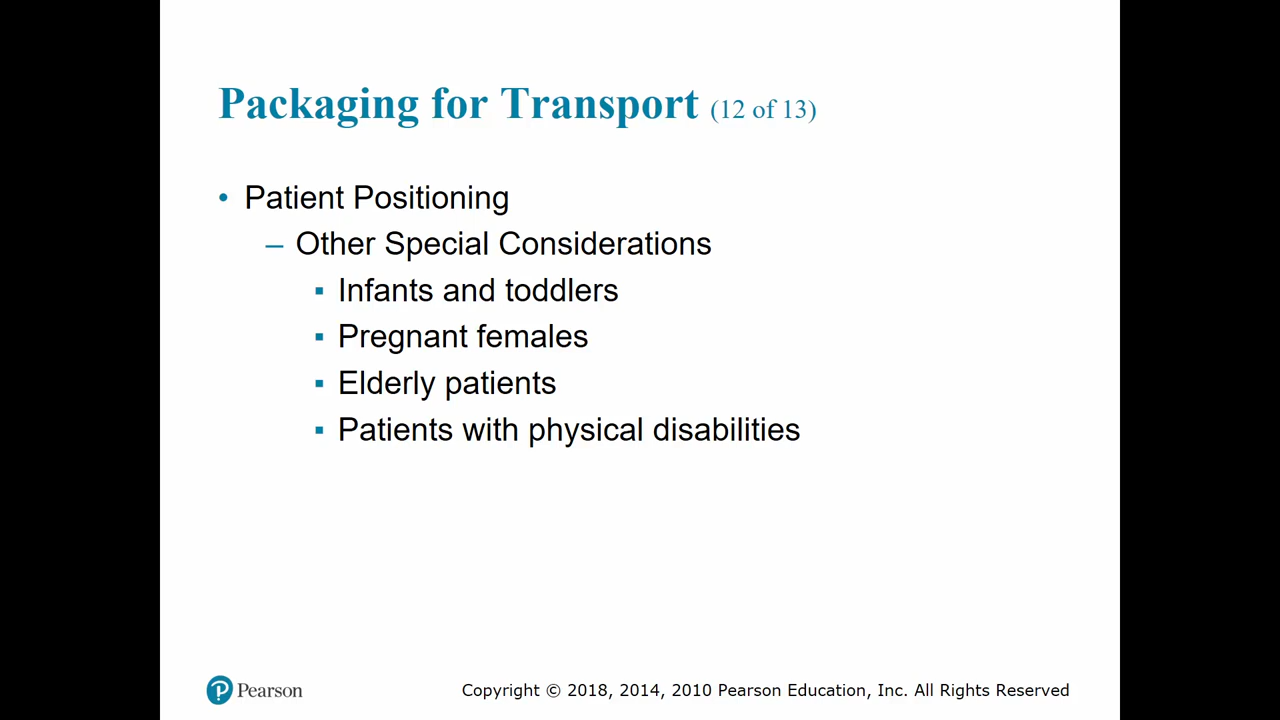 Packaging for Transport (12 of 13)
• Patient Positioning
– Other Special Considerations
▪ Infants and toddlers
▪ Pregnant females
▪ Elderly patients
▪ Patients with physical disabilities
P Pearson
Copyright © 2018, 2014, 2010 Pearson Education, Inc. All Rights Reserved